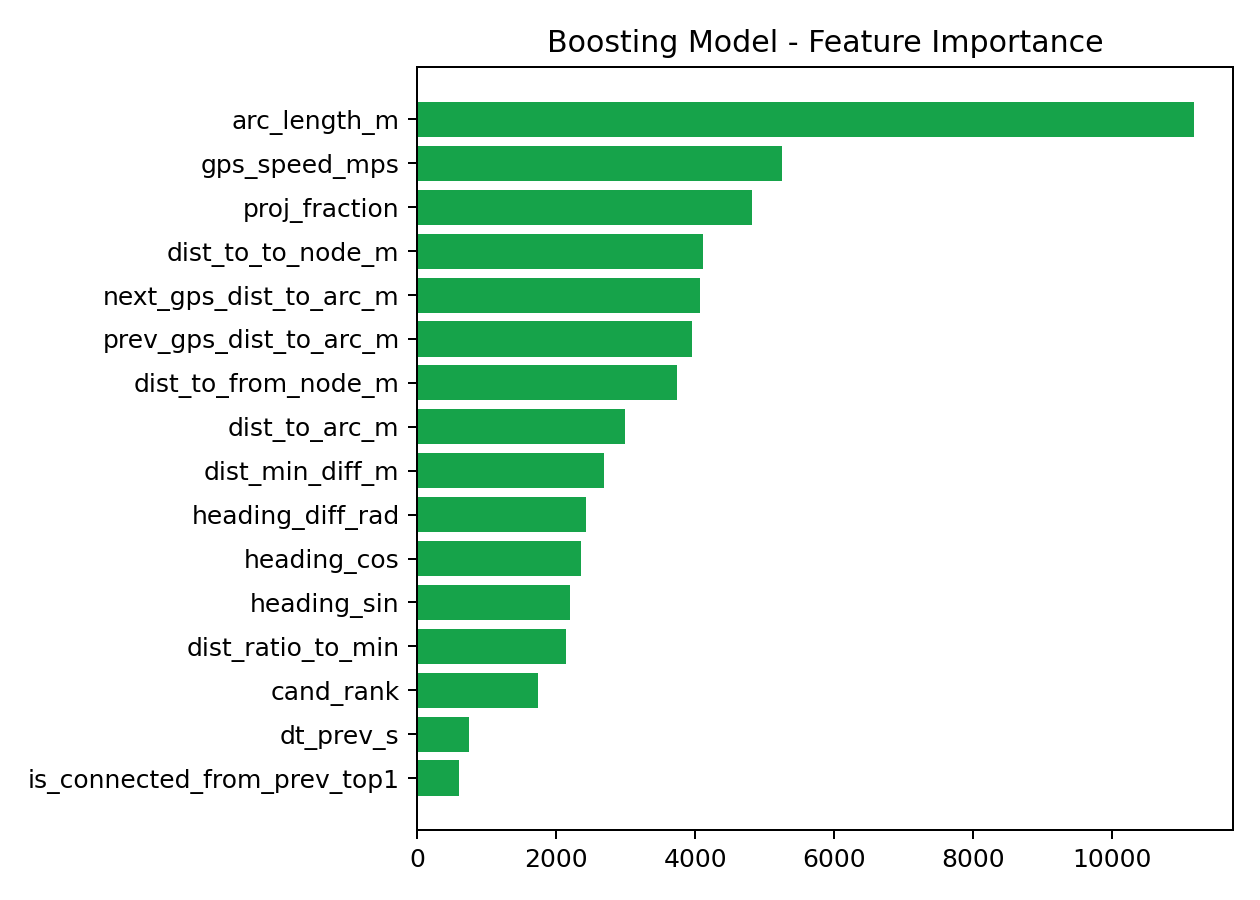 Boosting Model - Feature Importance
arc_length_m
gps_speed_mps
proj_fraction
dist_to_to_node_m
next_gps_dist_to_arc_m
prev_gps_dist_to_arc_m
dist_to_from_node_m
dist_to_arc_m
dist_min_diff_m
heading_diff_rad
heading_cos
heading_sin
dist_ratio_to_min
cand_rank
dt_prev_s
is_connected_from_prev_top1
0 2000 4000 6000 8000 10000